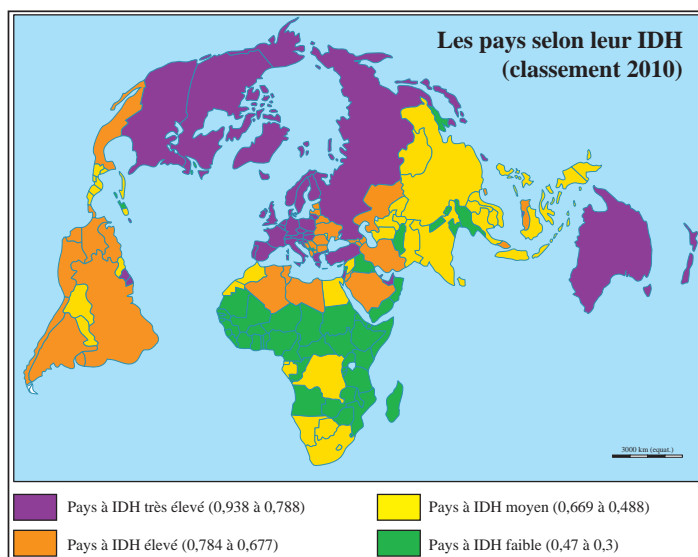 Les pays selon leur IDH
(classement 2010)
3000 km (equat.)
Pays à IDH très élevé (0,938 à 0,788)
Pays à IDH moyen (0,669 à 0,488)
Pays à IDH élevé (0,784 à 0,677)
Pays à IDH faible (0,47 à 0,3)